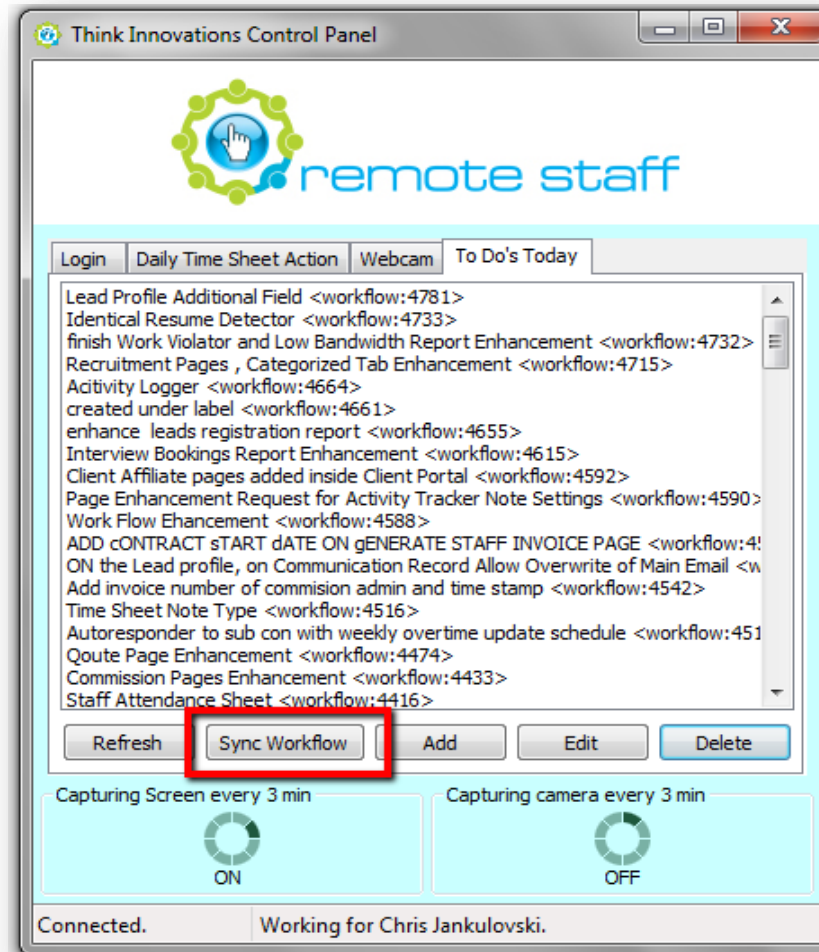 Think Innovations Control Panel
remote staff
Login Daily Time Sheet Action Webcam To Do's Today
Lead Profile Additional Field <workflow:4781>
Identical Resume Detector <workflow:4733>
finish Work Violator and Low Bandwidth Report Enhancement <workflow:4732>
Recruitment Pages , Categorized Tab Enhancement <workflow:4715>
Acitivity Logger <workflow:4664>
created under label <workflow:4661>
enhance  leads registration report <workflow:4655>
Interview Bookings Report Enhancement <workflow:4615>
Client Affiliate pages added inside Client Portal <workflow:4592>
Page Enhancement Request for Activity Tracker Note Settings <workflow:4590>
Work Flow Ehancement <workflow:4588>
ADD cONTRACT sTART dATE ON gENERATE STAFF INVOICE PAGE <workflow:4
ON the Lead profile, on Communication Record Allow Overwrite of Main Email <w
Add invoice number of commision admin and time stamp <workflow:4542>
Time Sheet Note Type <workflow:4516>
Autoresponder to sub con with weekly overtime update schedule <workflow:451
Qoute Page Enhancement <workflow:4474>
Commission Pages Enhancement <workflow:4433>
Staff Attendance Sheet <workflow:4416>
Refresh Sync Workflow Add Edit Delete
Capturing Screen every 3 min Capturing camera every 3 min
ON OFF
Connected. Working for Chris Jankulovski.